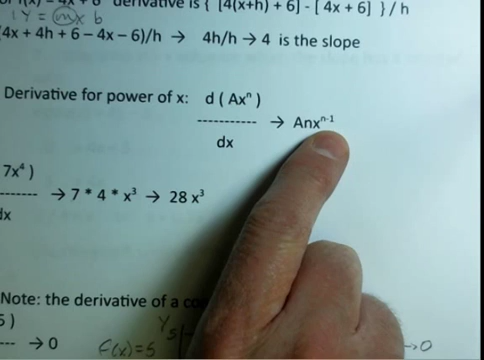 derivative is { [4(x+h) + 6] - [ 4x + 6] } / h
Y = mx b
4x + 4h + 6 – 4x – 6)/h → 4h/h → 4 is the slope
Derivative for power of x: d ( Axⁿ )
------------ → Anxⁿ⁻¹
dx
7x⁴ )
------- → 7 * 4 * x³ → 28 x³
dx
Note: the derivative of a
5 )
--- → 0 f(x)=5 Y 5 →0